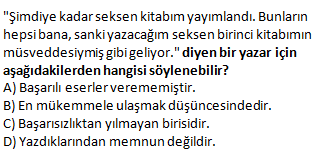 "Şimdiye kadar seksen kitabım yayımlandı. Bunların
hepsi bana, sanki yazacağım seksen birinci kitabımın
müsveddesiymiş gibi geliyor." diyen bir yazar için
aşağıdakilerden hangisi söylenebilir?
A) Başarılı eserler verememiştir.
B) En mükemmele ulaşmak düşüncesindedir.
C) Başarısızlıktan yılmayan birisidir.
D) Yazdıklarından memnun değildir.